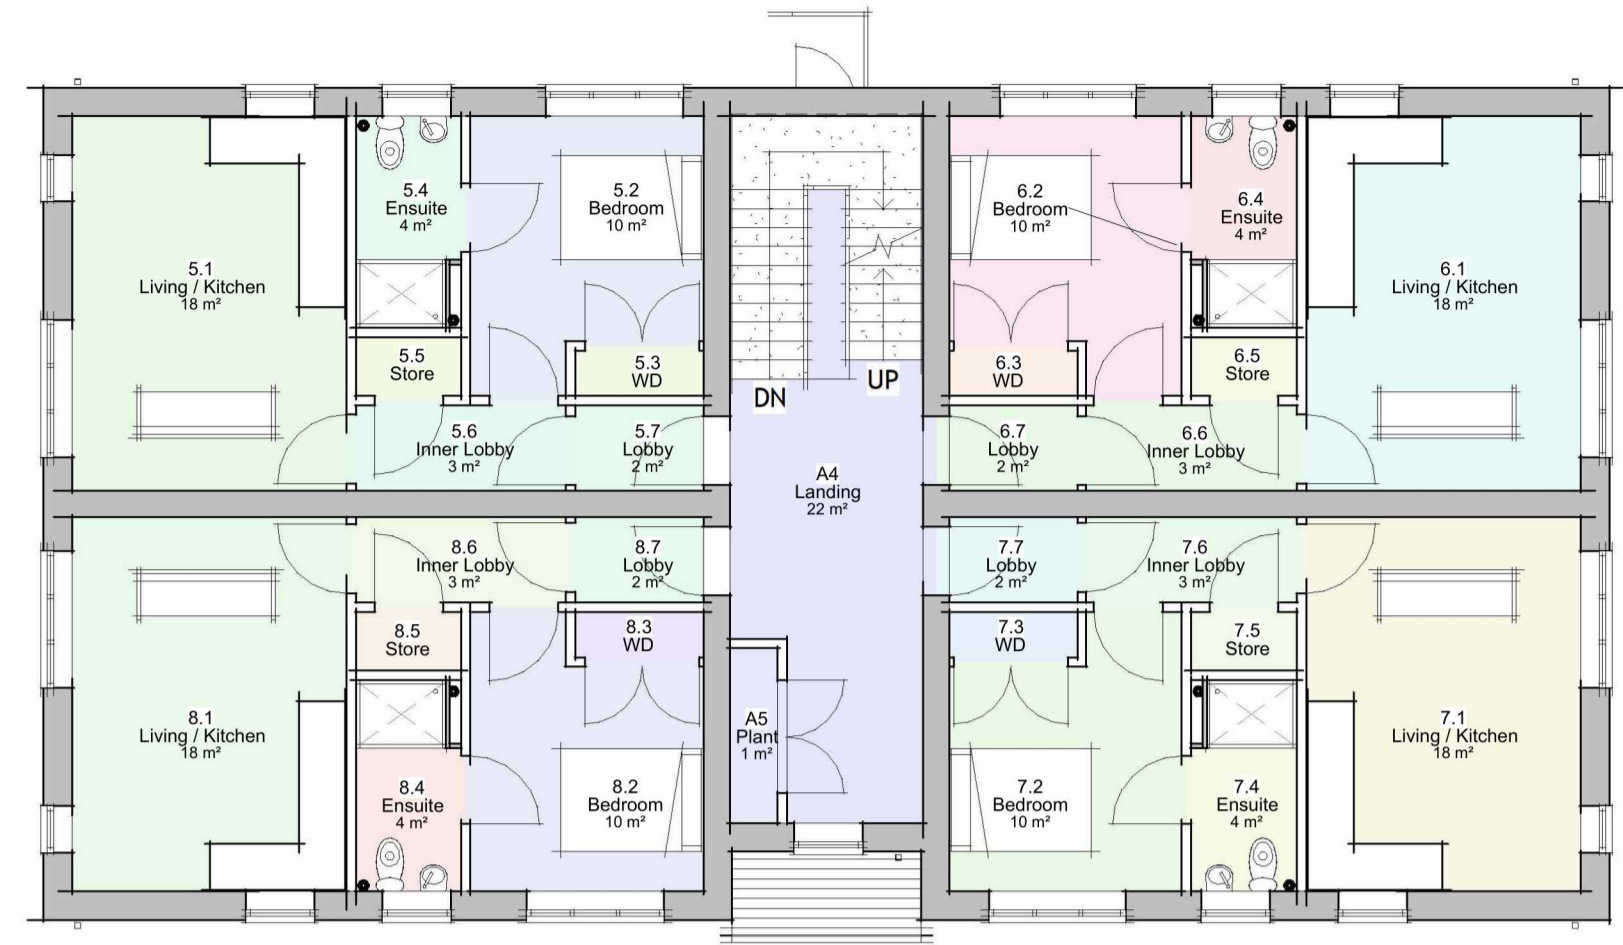 5.1
Living / Kitchen
18 m²
5.4
Ensuite
4 m²
5.2
Bedroom
10 m²
5.5
Store
5.3
WD
5.6
Inner Lobby
3 m²
5.7
Lobby
2 m²
DN
UP
A4
Landing
22 m²
6.2
Bedroom
10 m²
6.4
Ensuite
4 m²
6.1
Living / Kitchen
18 m²
6.3
WD
6.5
Store
6.7
Lobby
2 m²
6.6
Inner Lobby
3 m²
8.6
Inner Lobby
3 m²
8.7
Lobby
2 m²
8.5
Store
8.3
WD
8.1
Living / Kitchen
18 m²
8.4
Ensuite
4 m²
8.2
Bedroom
10 m²
A5
Plant
1 m²
7.7
Lobby
2 m²
7.6
Inner Lobby
3 m²
7.3
WD
7.5
Store
7.2
Bedroom
10 m²
7.4
Ensuite
4 m²
7.1
Living / Kitchen
18 m²